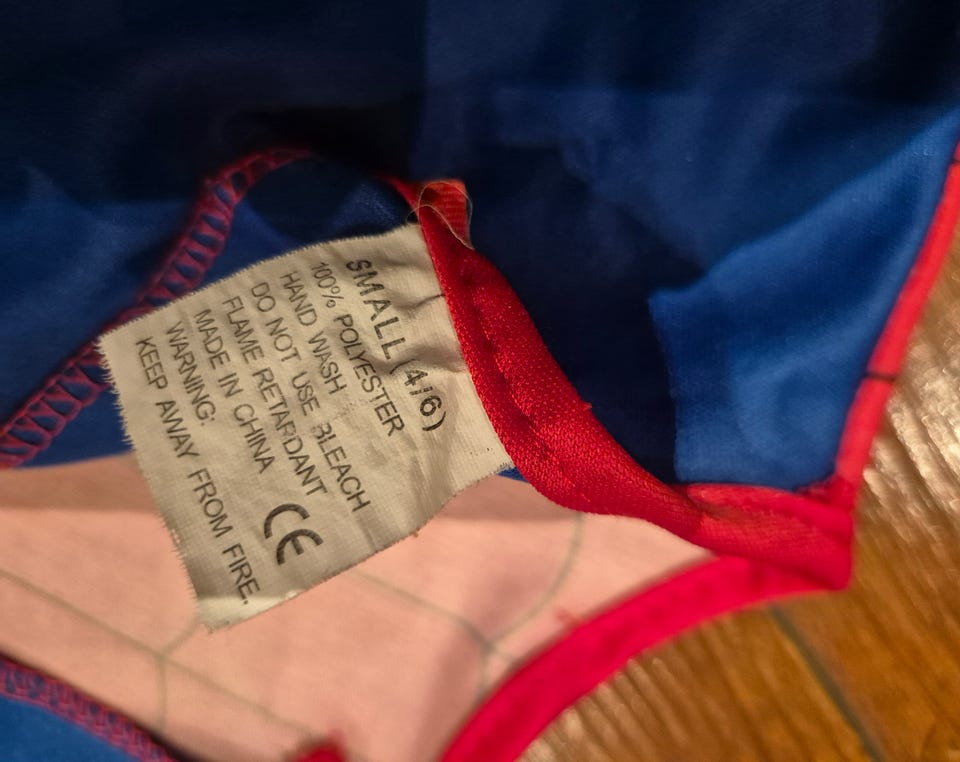 SMALL (4/6)
100% POLYESTER
HAND WASH
DO NOT USE BLEACH
FLAME RETARDANT
MADE IN CHINA
CE
WARNING:
KEEP AWAY FROM FIRE.